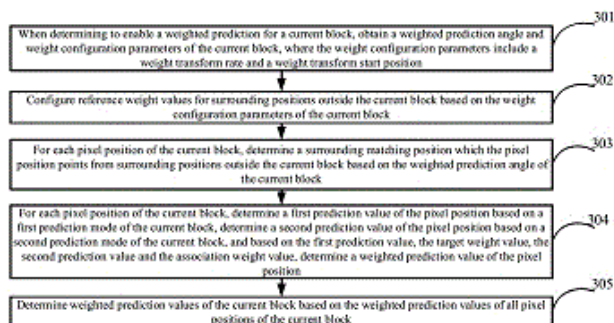 301
When determining to enable a weighted prediction for a current block, obtain a weighted prediction angle and
weight configuration parameters of the current block, where the weight configuration parameters include a
weight transform rate and a weight transform start position
302
Configure reference weight values for surrounding positions outside the current block based on the weight
configuration parameters of the current block
303
For each pixel position of the current block, determine a surrounding matching position which the pixel
position points from surrounding positions outside the current block based on the weighted prediction angle of
the current block
304
For each pixel position of the current block, determine a first prediction value of the pixel position based on a
first prediction mode of the current block, determine a second prediction value of the pixel position based on a
second prediction mode of the current block, and based on the first prediction value, the target weight value, the
second prediction value and the association weight value, determine a weighted prediction value of the pixel
position
305
Determine weighted prediction values of the current block based on the weighted prediction values of all pixel
positions of the current block